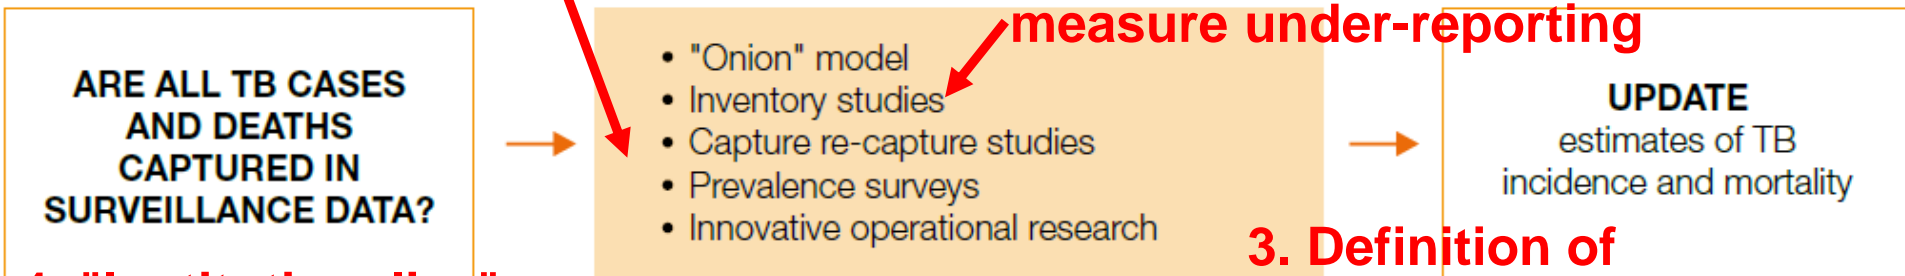 measure under-reporting
ARE ALL TB CASES
AND DEATHS
CAPTURED IN
SURVEILLANCE DATA?
• "Onion" model
• Inventory studies
• Capture re-capture studies
• Prevalence surveys
• Innovative operational research
UPDATE
estimates of TB
incidence and mortality
3. Definition of